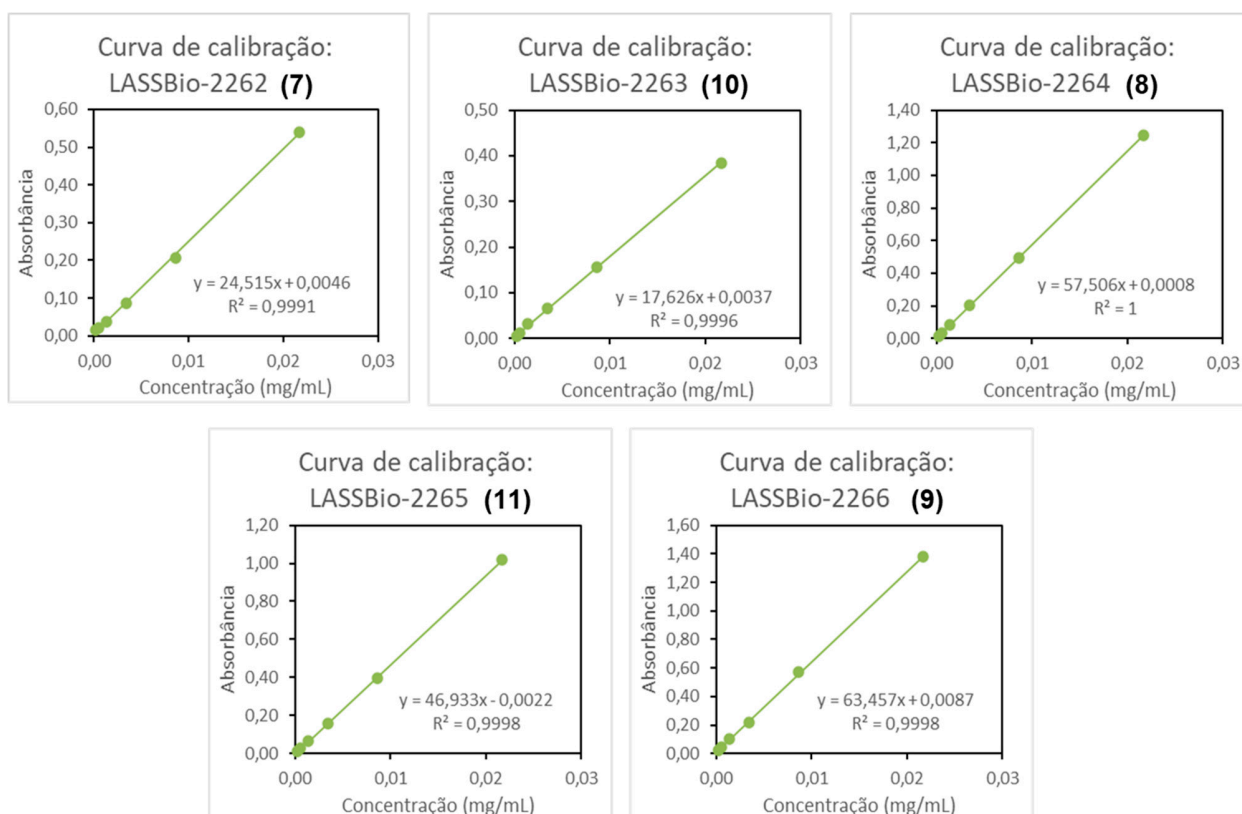 Curva de calibração:
LASSBio-2262 (7)
0,60
0,50
0,40
0,30
0,20
0,10
0,00
Absorbância
y = 24,515x + 0,0046
R² = 0,9991
0,00 0,01 0,02 0,03
Concentração (mg/mL)
Curva de calibração:
LASSBio-2263 (10)
0,50
0,40
0,30
0,20
0,10
0,00
Absorbância
y = 17,626x + 0,0037
R² = 0,9996
0,00 0,01 0,02 0,03
Concentração (mg/mL)
Curva de calibração:
LASSBio-2264 (8)
1,40
1,20
1,00
0,80
0,60
0,40
0,20
0,00
Absorbância
y = 57,506x + 0,0008
R² = 1
0,00 0,01 0,02 0,03
Concentração (mg/mL)
Curva de calibração:
LASSBio-2265 (11)
1,20
1,00
0,80
0,60
0,40
0,20
0,00
Absorbância
y = 46,933x - 0,0022
R² = 0,9998
0,00 0,01 0,02 0,03
Concentração (mg/mL)
Curva de calibração:
LASSBio-2266 (9)
1,60
1,40
1,20
1,00
0,80
0,60
0,40
0,20
0,00
Absorbância
y = 63,457x + 0,0087
R² = 0,9998
0,00 0,01 0,02 0,03
Concentração (mg/mL)